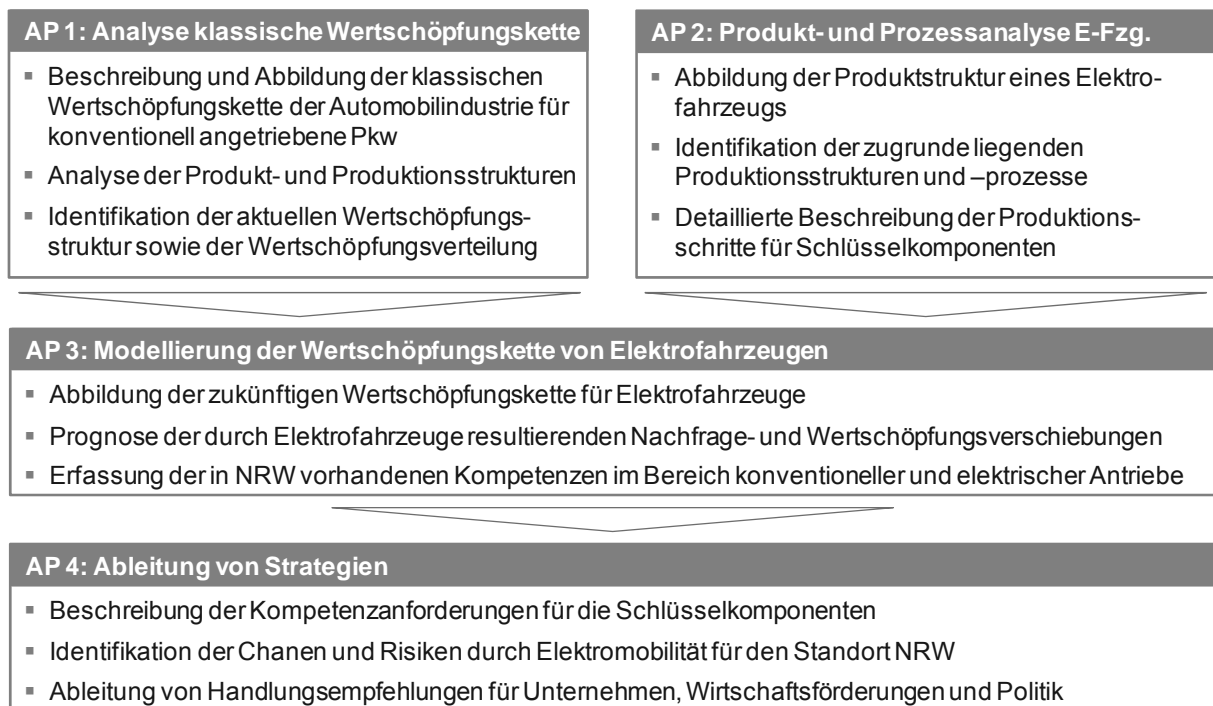 AP 1: Analyse klassische Wertschöpfungskette
▪ Beschreibung und Abbildung der klassischen
Wertschöpfungskette der Automobilindustrie für
konventionell angetriebene Pkw
▪ Analyse der Produkt- und Produktionsstrukturen
▪ Identifikation der aktuellen Wertschöpfungs-
struktur sowie der Wertschöpfungsverteilung
AP 2: Produkt- und Prozessanalyse E-Fzg.
▪ Abbildung der Produktstruktur eines Elektro-
fahrzeugs
▪ Identifikation der zugrunde liegenden
Produktionsstrukturen und –prozesse
▪ Detaillierte Beschreibung der Produktions-
schritte für Schlüsselkomponenten
AP 3: Modellierung der Wertschöpfungskette von Elektrofahrzeugen
▪ Abbildung der zukünftigen Wertschöpfungskette für Elektrofahrzeuge
▪ Prognose der durch Elektrofahrzeuge resultierenden Nachfrage- und Wertschöpfungsverschiebungen
▪ Erfassung der in NRW vorhandenen Kompetenzen im Bereich konventioneller und elektrischer Antriebe
AP 4: Ableitung von Strategien
▪ Beschreibung der Kompetenzanforderungen für die Schlüsselkomponenten
▪ Identifikation der Chanen und Risiken durch Elektromobilität für den Standort NRW
▪ Ableitung von Handlungsempfehlungen für Unternehmen, Wirtschaftsförderungen und Politik